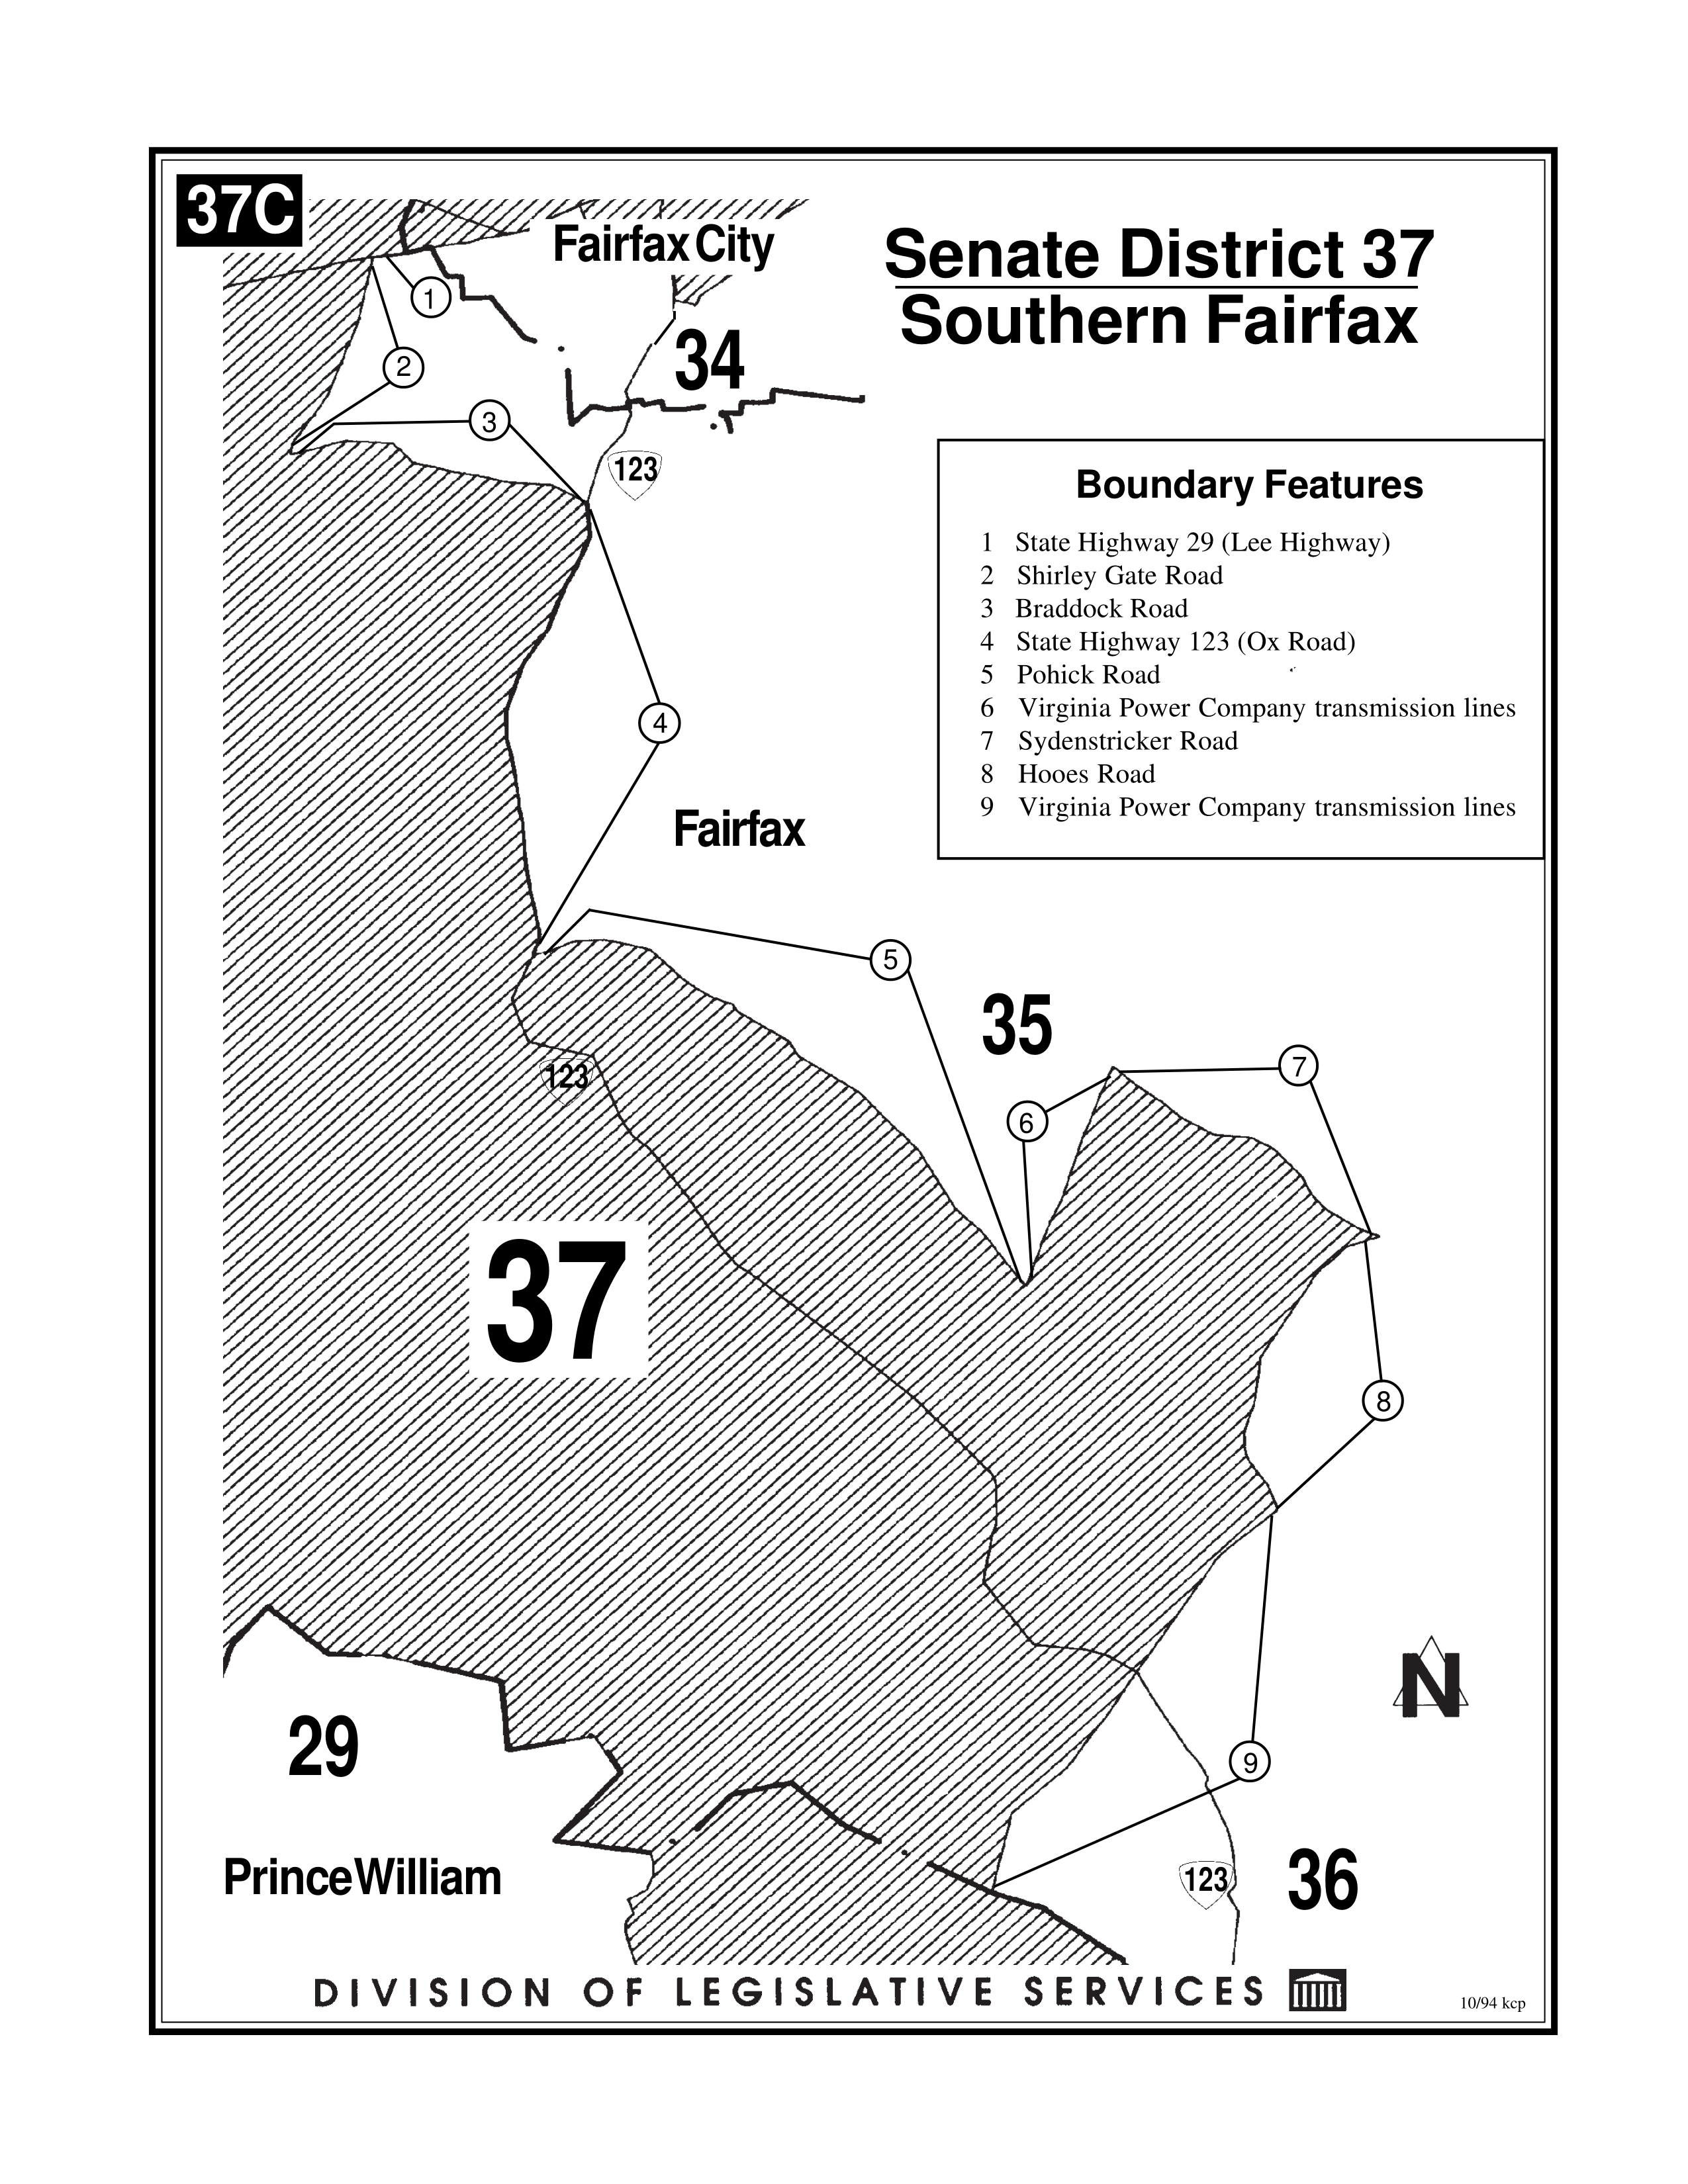 37C
Fairfax City
Senate District 37
Southern Fairfax
1
34
2
3
123
Boundary Features
1 State Highway 29 (Lee Highway)
2 Shirley Gate Road
3 Braddock Road
4 State Highway 123 (Ox Road)
5 Pohick Road
6 Virginia Power Company transmission lines
7 Sydenstricker Road
8 Hooes Road
9 Virginia Power Company transmission lines
4
Fairfax
5
35
7
123
6
37
8
N
29
9
Prince William
123
36
DIVISION OF LEGISLATIVE SERVICES
10/94 kcp